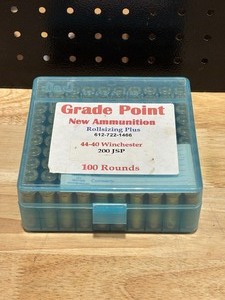 Grade Point
New Ammunition
Rollsizing Plus
612-722-1466
44-40 Winchester
200 JSP
100 Rounds